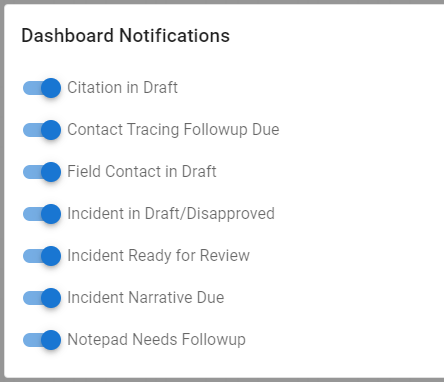 Dashboard Notifications
Citation in Draft
Contact Tracing Followup Due
Field Contact in Draft
Incident in Draft/Disapproved
Incident Ready for Review
Incident Narrative Due
Notepad Needs Followup